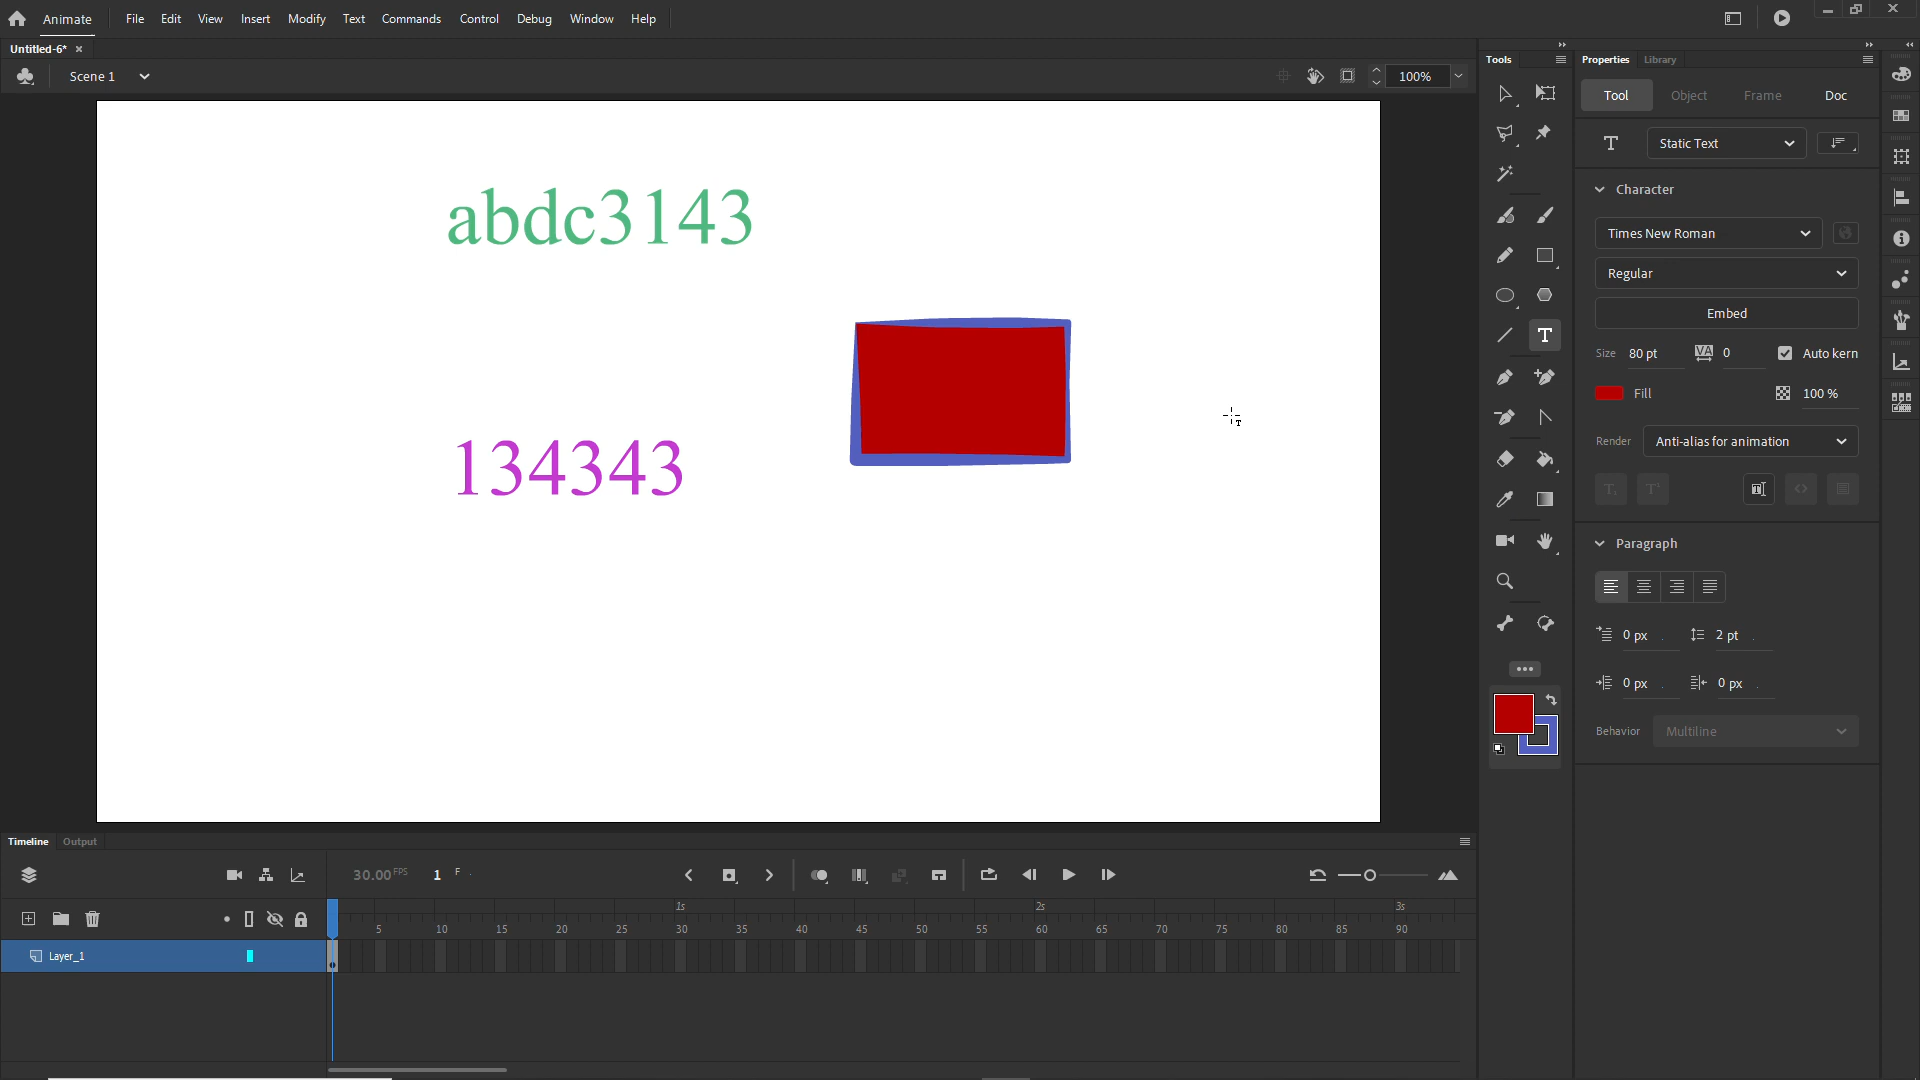 Animate File Edit View Insert Modify Text Commands Control Debug Window Help
Untitled-6*
Scene 1 100%
abdc3143
134343
Tools
Properties Library
Tool Object Frame Doc
T Static Text
Character
Times New Roman
Regular
Embed
Size 80 pt VA 0 Auto kern
Fill 100 %
Render Anti-alias for animation
Paragraph
0 px 2 pt
0 px 0 px
Behavior Multiline
Timeline Output
30.00 FPS 1 F
1s 2s 3s
5 10 15 20 25 30 35 40 45 50 55 60 65 70 75 80 85 90
Layer_1